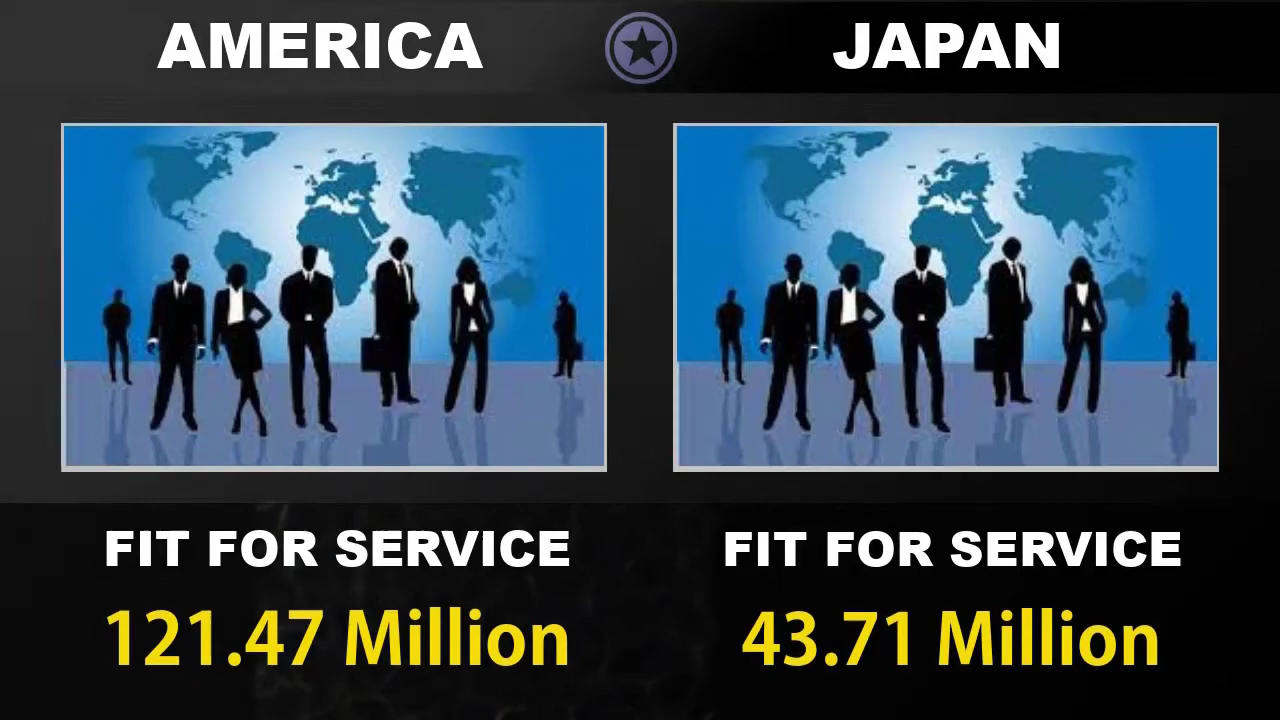 AMERICA
JAPAN
FIT FOR SERVICE
121.47 Million
FIT FOR SERVICE
43.71 Million